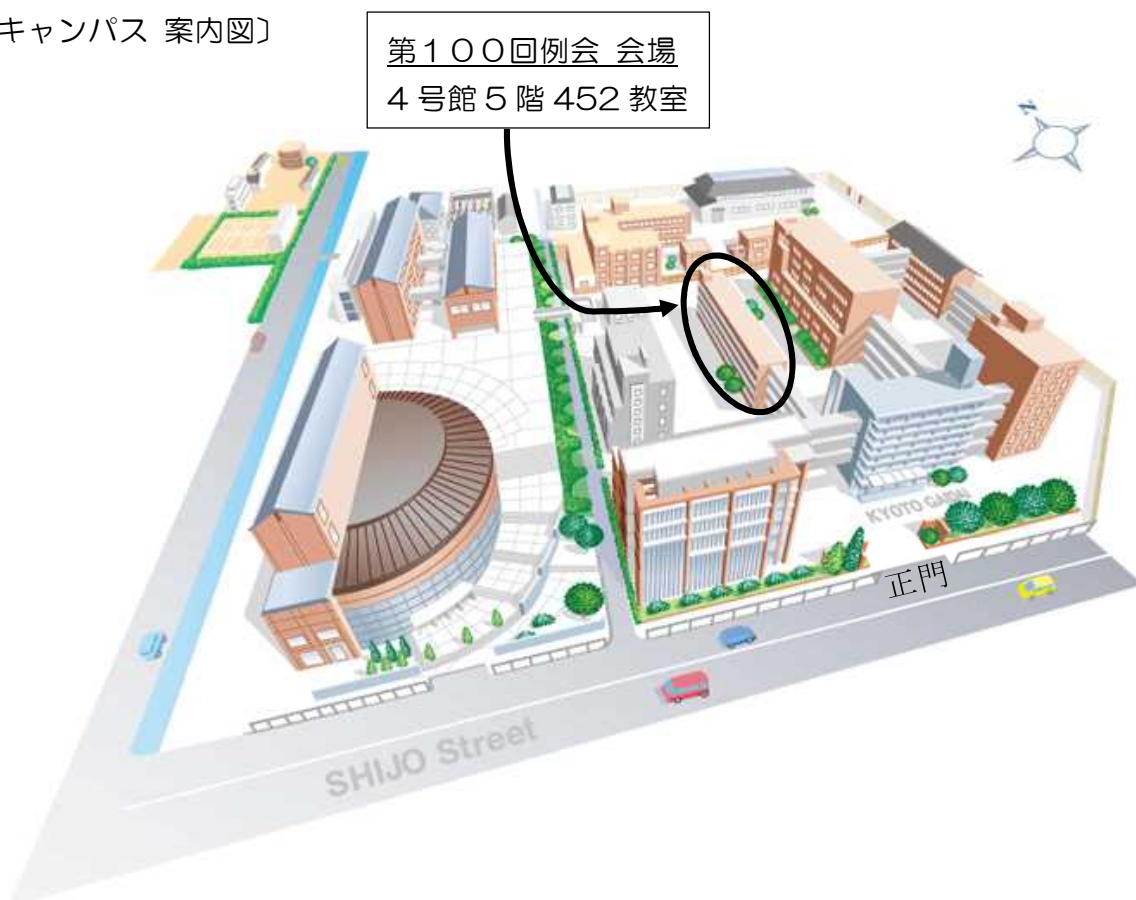 キャンパス 案内図〕
第１００回例会 会場
４号館５階 452 教室
N
KYOTO GAIDAI
正門
SHIJO Street